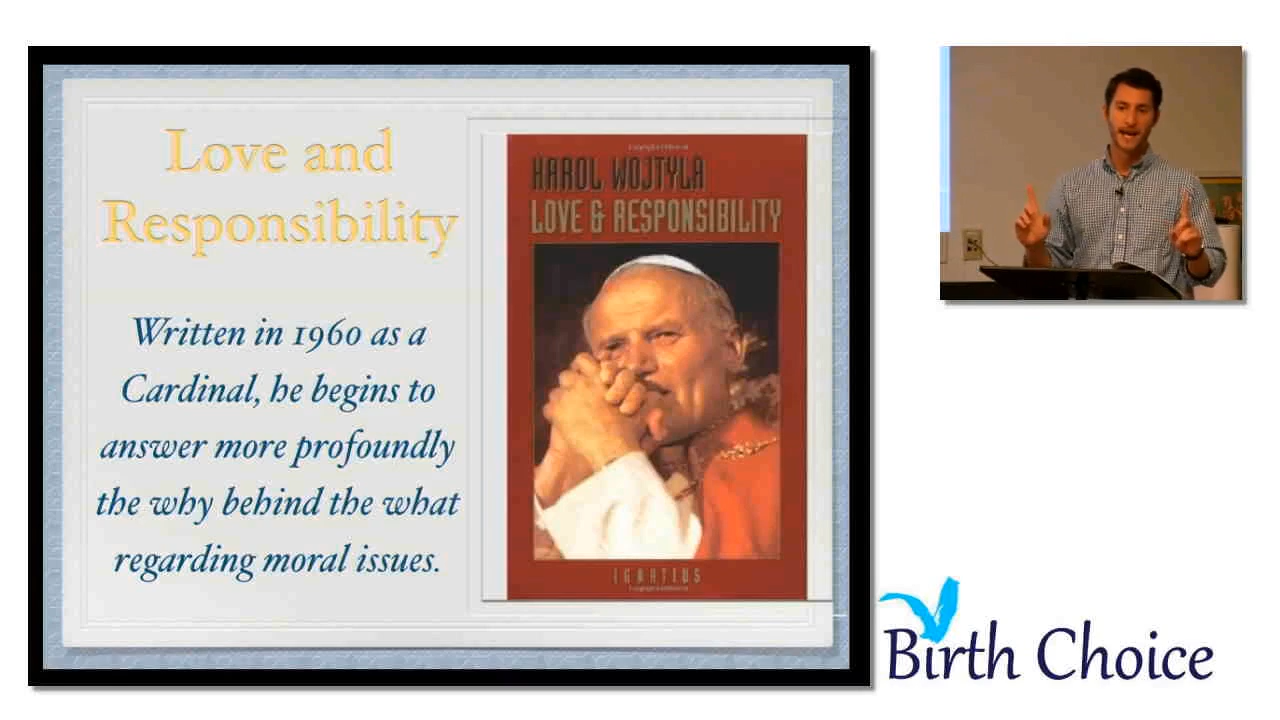 Love and
Responsibility
Written in 1960 as a
Cardinal, he begins to
answer more profoundly
the why behind the what
regarding moral issues.
KAROL WOJTYLA
LOVE & RESPONSIBILITY
IGNATIUS
Birth Choice